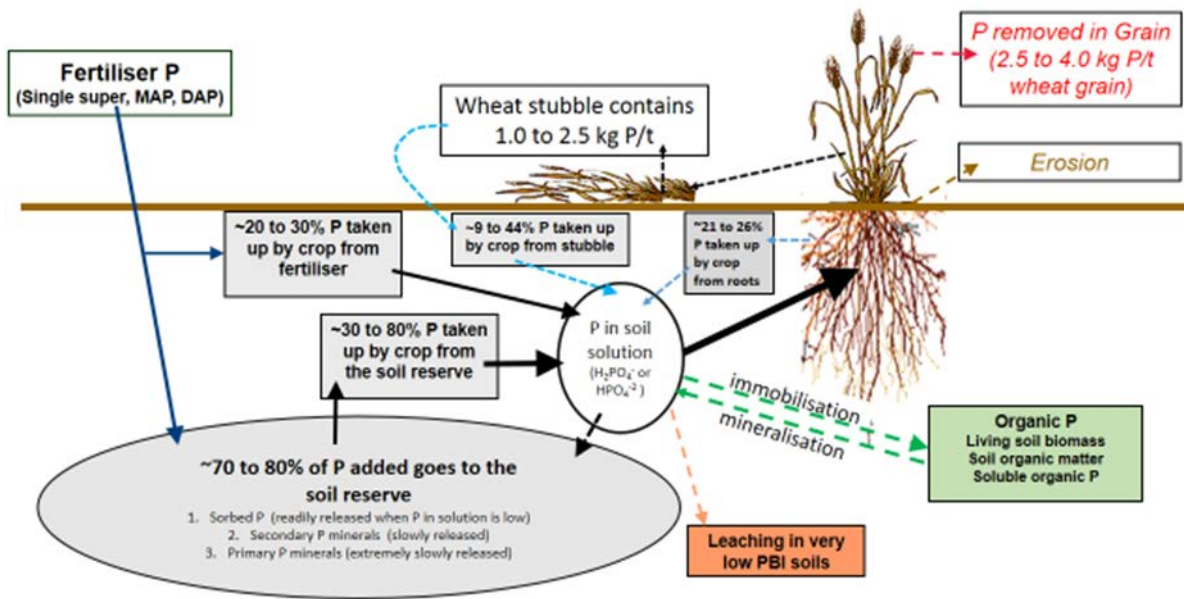 Fertiliser P
(Single super, MAP, DAP)
Wheat stubble contains
1.0 to 2.5 kg P/t
P removed in Grain
(2.5 to 4.0 kg P/t
wheat grain)
Erosion
~20 to 30% P taken
up by crop from
fertiliser
~9 to 44% P taken up
by crop from stubble
~21 to 26%
P taken up
by crop
from roots
~30 to 80% P taken
up by crop from
the soil reserve
P in soil
solution
(H₂PO₄⁻ or
HPO₄⁻²)
immobilisation
mineralisation
Organic P
Living soil biomass
Soil organic matter
Soluble organic P
~70 to 80% of P added goes to the
soil reserve
1. Sorbed P (readily released when P in solution is low)
2. Secondary P minerals (slowly released)
3. Primary P minerals (extremely slowly released)
Leaching in very
low PBI soils